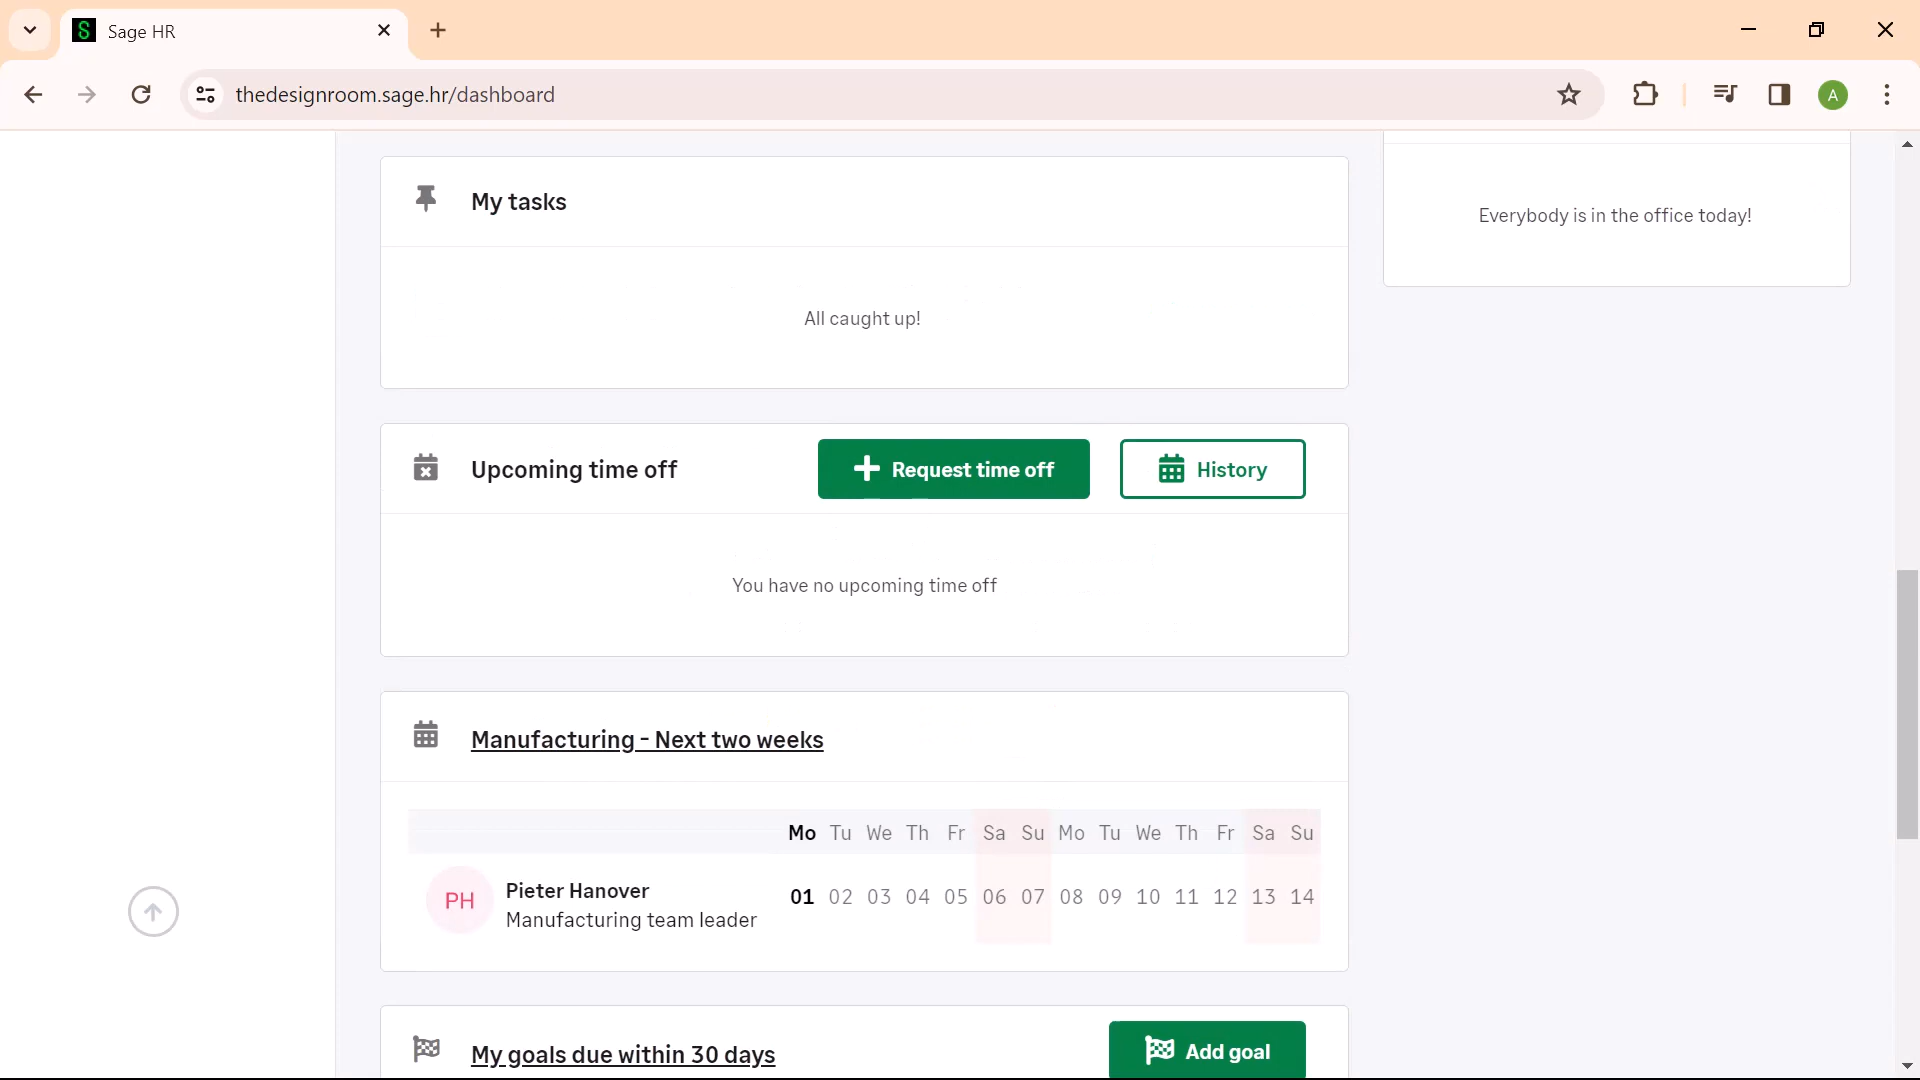 Sage HR
thedesignroom.sage.hr/dashboard
A
My tasks
Everybody is in the office today!
All caught up!
Upcoming time off
Request time off
History
You have no upcoming time off
Manufacturing - Next two weeks
Mo Tu We Th Fr Sa Su Mo Tu We Th Fr Sa Su
PH
Pieter Hanover
Manufacturing team leader
01 02 03 04 05 06 07 08 09 10 11 12 13 14
My goals due within 30 days
Add goal